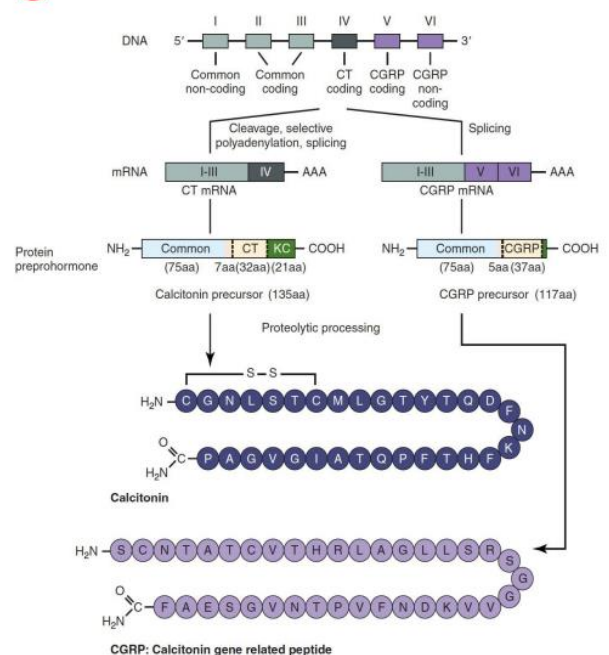 I II III IV V VI
DNA 5′ 3′
Common non-coding
Common coding
CT coding
CGRP coding
CGRP non-coding
Cleavage, selective
polyadenylation, splicing
Splicing
mRNA I-III IV AAA
CT mRNA
I-III V VI AAA
CGRP mRNA
Protein
preprohormone
NH₂ Common CT KC COOH
(75aa) 7aa(32aa)(21aa)
Calcitonin precursor (135aa)
NH₂ Common CGRP COOH
(75aa) 5aa(37aa)
CGRP precursor (117aa)
Proteolytic processing
S–S
H₂N C G N L S T C M L G T Y T Q D F
N
K
O
C P A G V G I A T Q P F T H F
H₂N
Calcitonin
H₂N S C N T A T C V T H R L A G L L S R S
G
G
O
C F A E S G V N T P V F N D K V V
H₂N
CGRP: Calcitonin gene related peptide